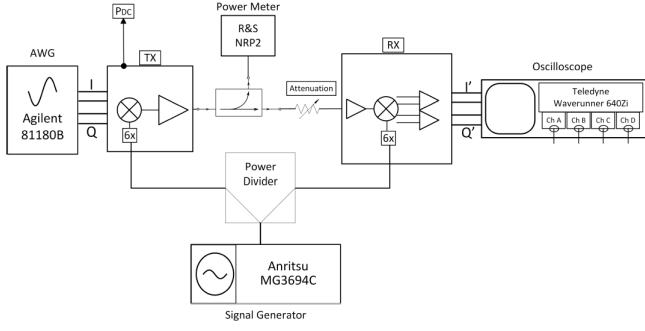 Power Meter
PDC
R&S
NRP2
AWG
TX
RX
Oscilloscope
Attenuation
I
I'
Teledyne
Waverunner 640Zi
Agilent
81180B
Ch A
Ch B
Ch C
Ch D
Q
Q'
6x
6x
Power
Divider
Anritsu
MG3694C
Signal Generator